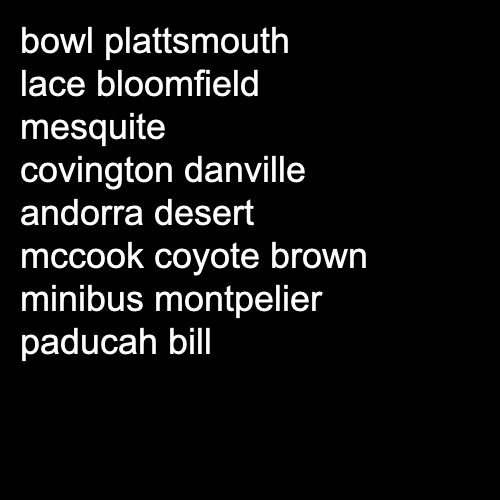 bowl plattsmouth
lace bloomfield
mesquite
covington danville
andorra desert
mccook coyote brown
minibus montpelier
paducah bill